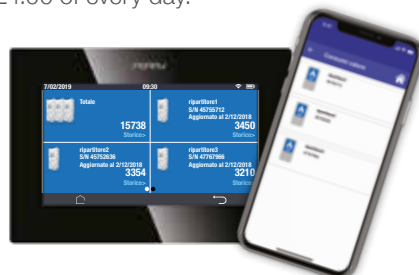 24:00 of every day.
7/02/2019 09:30
Totale
15738
Storico>
ripartitore1
S/N 45755712
Aggiornato al 2/12/2018
3450
Storico>
ripartitore2
S/N 45752636
Aggiornato al 2/12/2018
3354
Storico>
ripartitore3
S/N 47767966
Aggiornato al 2/12/2018
3210
Storico>
Consumi calore